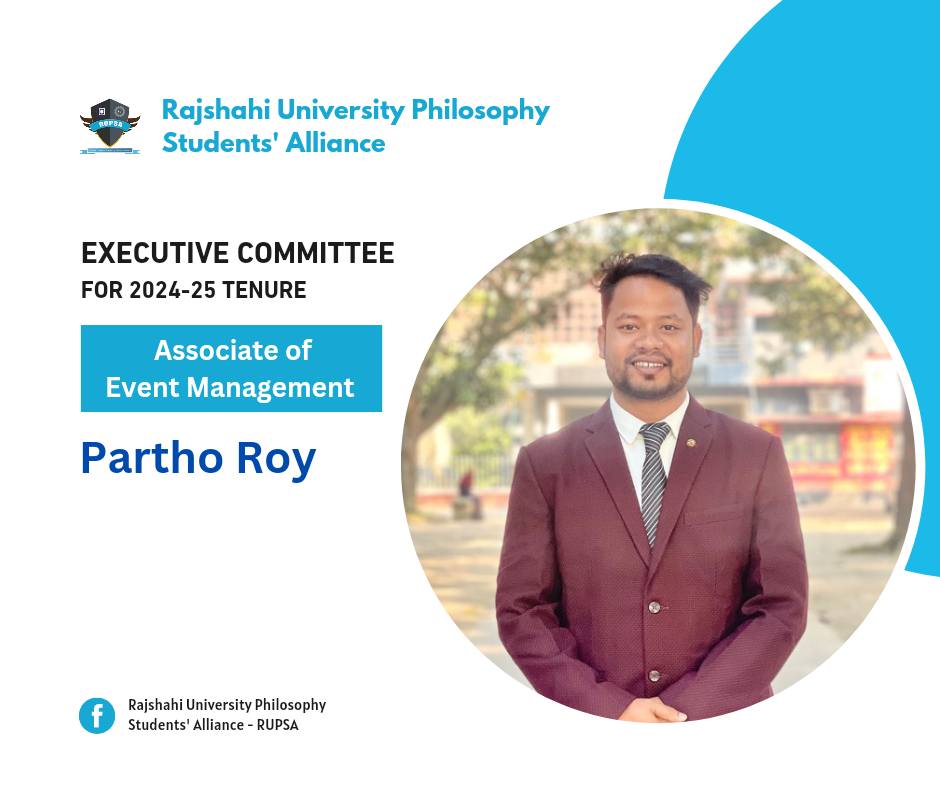 RUPSA
Rajshahi University Philosophy
Students' Alliance
EXECUTIVE COMMITTEE
FOR 2024-25 TENURE
Associate of
Event Management
Partho Roy
Rajshahi University Philosophy
Students' Alliance - RUPSA